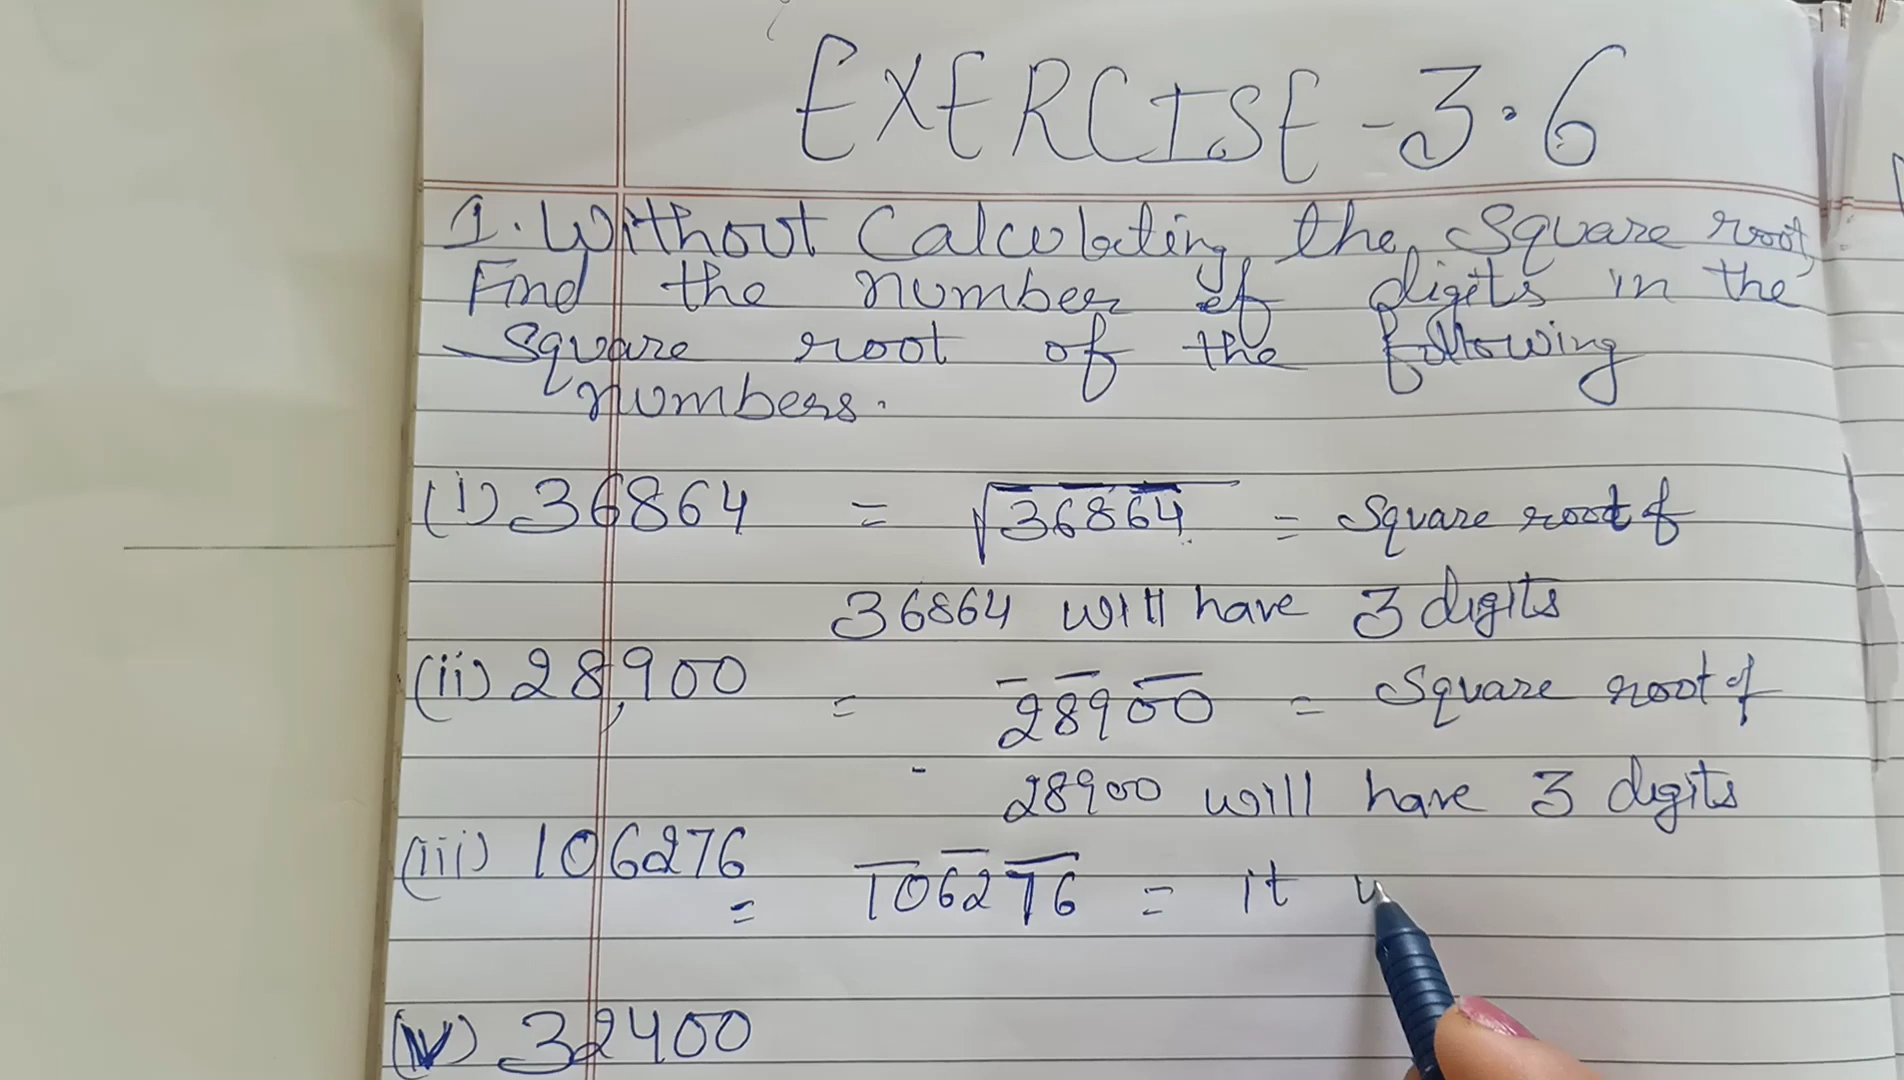 EXERCISE - 3.6
1. Without Calculating the Square root,
Find the number of digits in the
Square root of the following
numbers.
(i) 36864 = √36864 = Square root of
36864 will have 3 digits
(ii) 28,900 = 28900 = Square root of
28900 will have 3 digits
(iii) 106276
= 106276 = it w
(iv) 32400